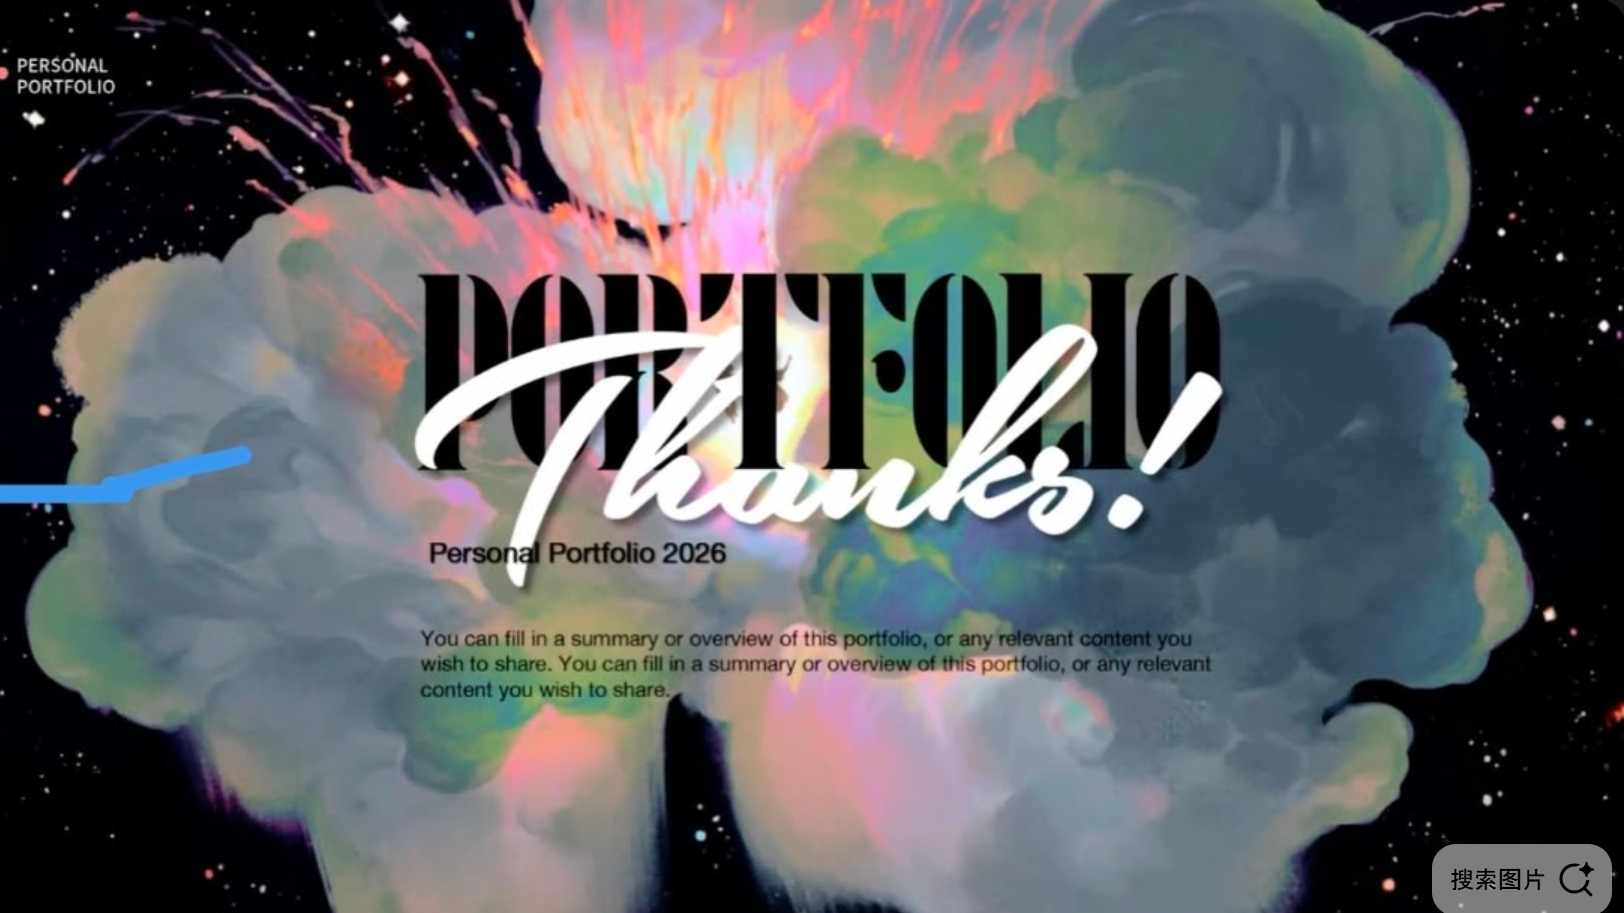 PERSONAL
PORTFOLIO
PORTFOLIO
Thanks!
Personal Portfolio 2026
You can fill in a summary or overview of this portfolio, or any relevant content you
wish to share. You can fill in a summary or overview of this portfolio, or any relevant
content you wish to share.
搜索图片